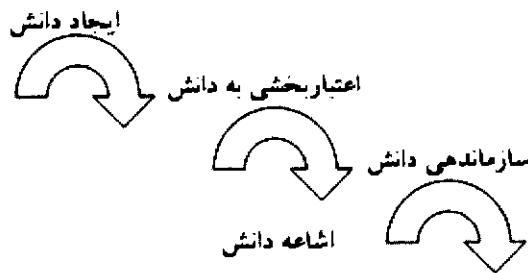 ایجاد دانش
اعتباربخشی به دانش
سازماندهی دانش
اشاعه دانش